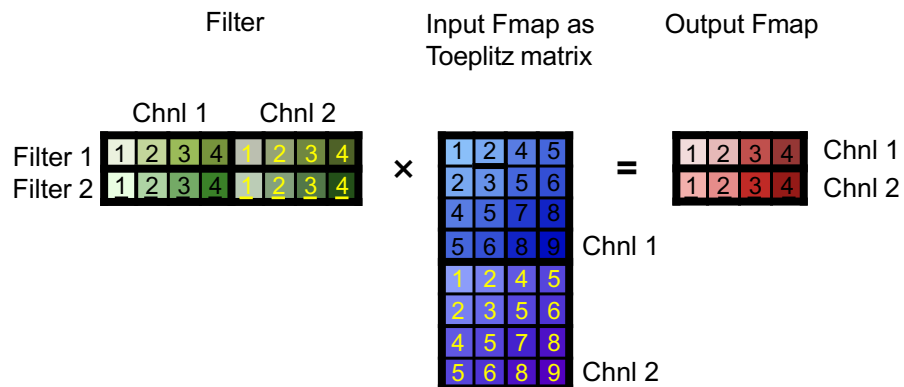 Filter
Input Fmap as
Toeplitz matrix
Output Fmap
Chnl 1 Chnl 2
Filter 1 1 2 3 4 1 2 3 4
Filter 2 1 2 3 4 1 2 3 4
×
1 2 4 5
2 3 5 6
4 5 7 8
5 6 8 9 Chnl 1
1 2 4 5
2 3 5 6
4 5 7 8
5 6 8 9 Chnl 2
=
1 2 3 4 Chnl 1
1 2 3 4 Chnl 2